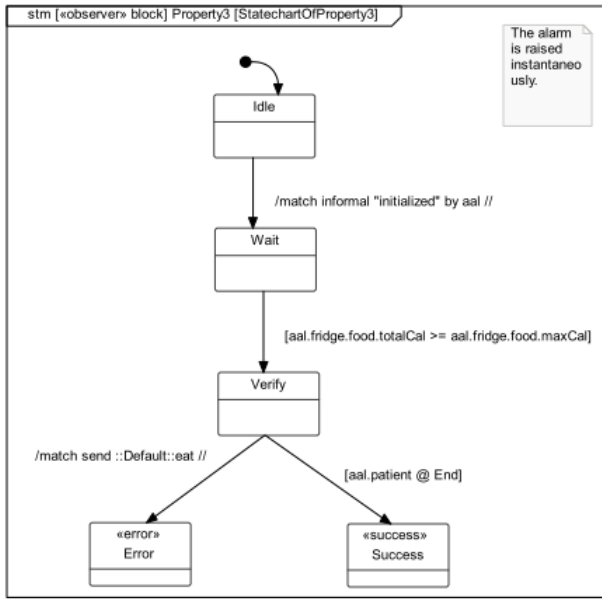 stm [«observer» block] Property3 [StatechartOfProperty3]
The alarm
is raised
instantaneo
usly.
Idle
/match informal "initialized" by aal //
Wait
[aal.fridge.food.totalCal >= aal.fridge.food.maxCal]
Verify
/match send ::Default::eat //
[aal.patient @ End]
«error»
Error
«success»
Success